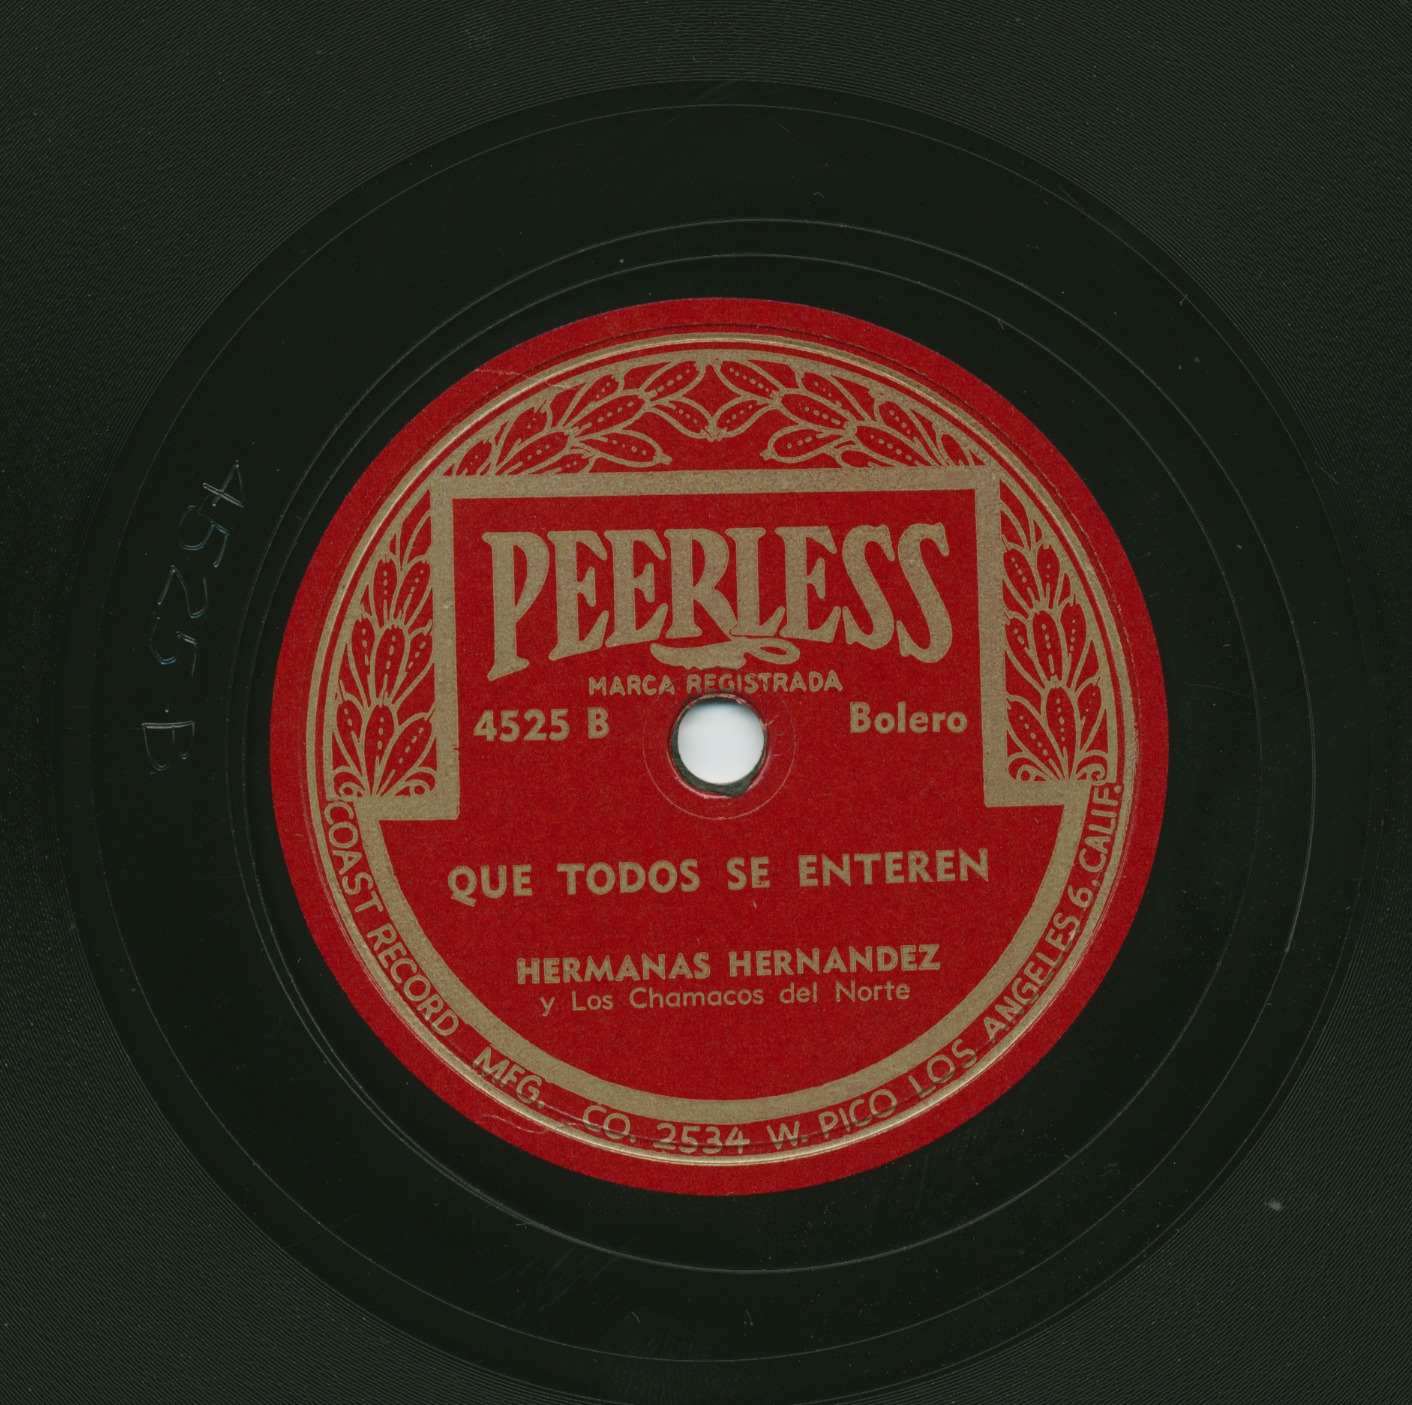 PEERLESS
MARCA REGISTRADA
4525 B
Bolero
QUE TODOS SE ENTEREN
HERMANAS HERNANDEZ
y Los Chamacos del Norte
COAST RECORD MFG. CO. 2534 W. PICO LOS ANGELES 6. CALIF.
4525-B